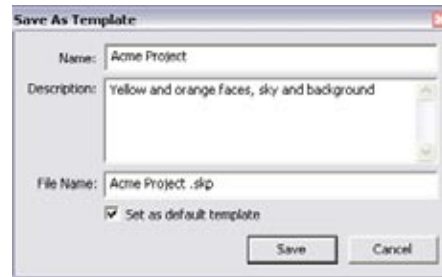 Save As Template
Name: Acme Project
Description: Yellow and orange faces, sky and background
File Name: Acme Project .skp
Set as default template
Save Cancel